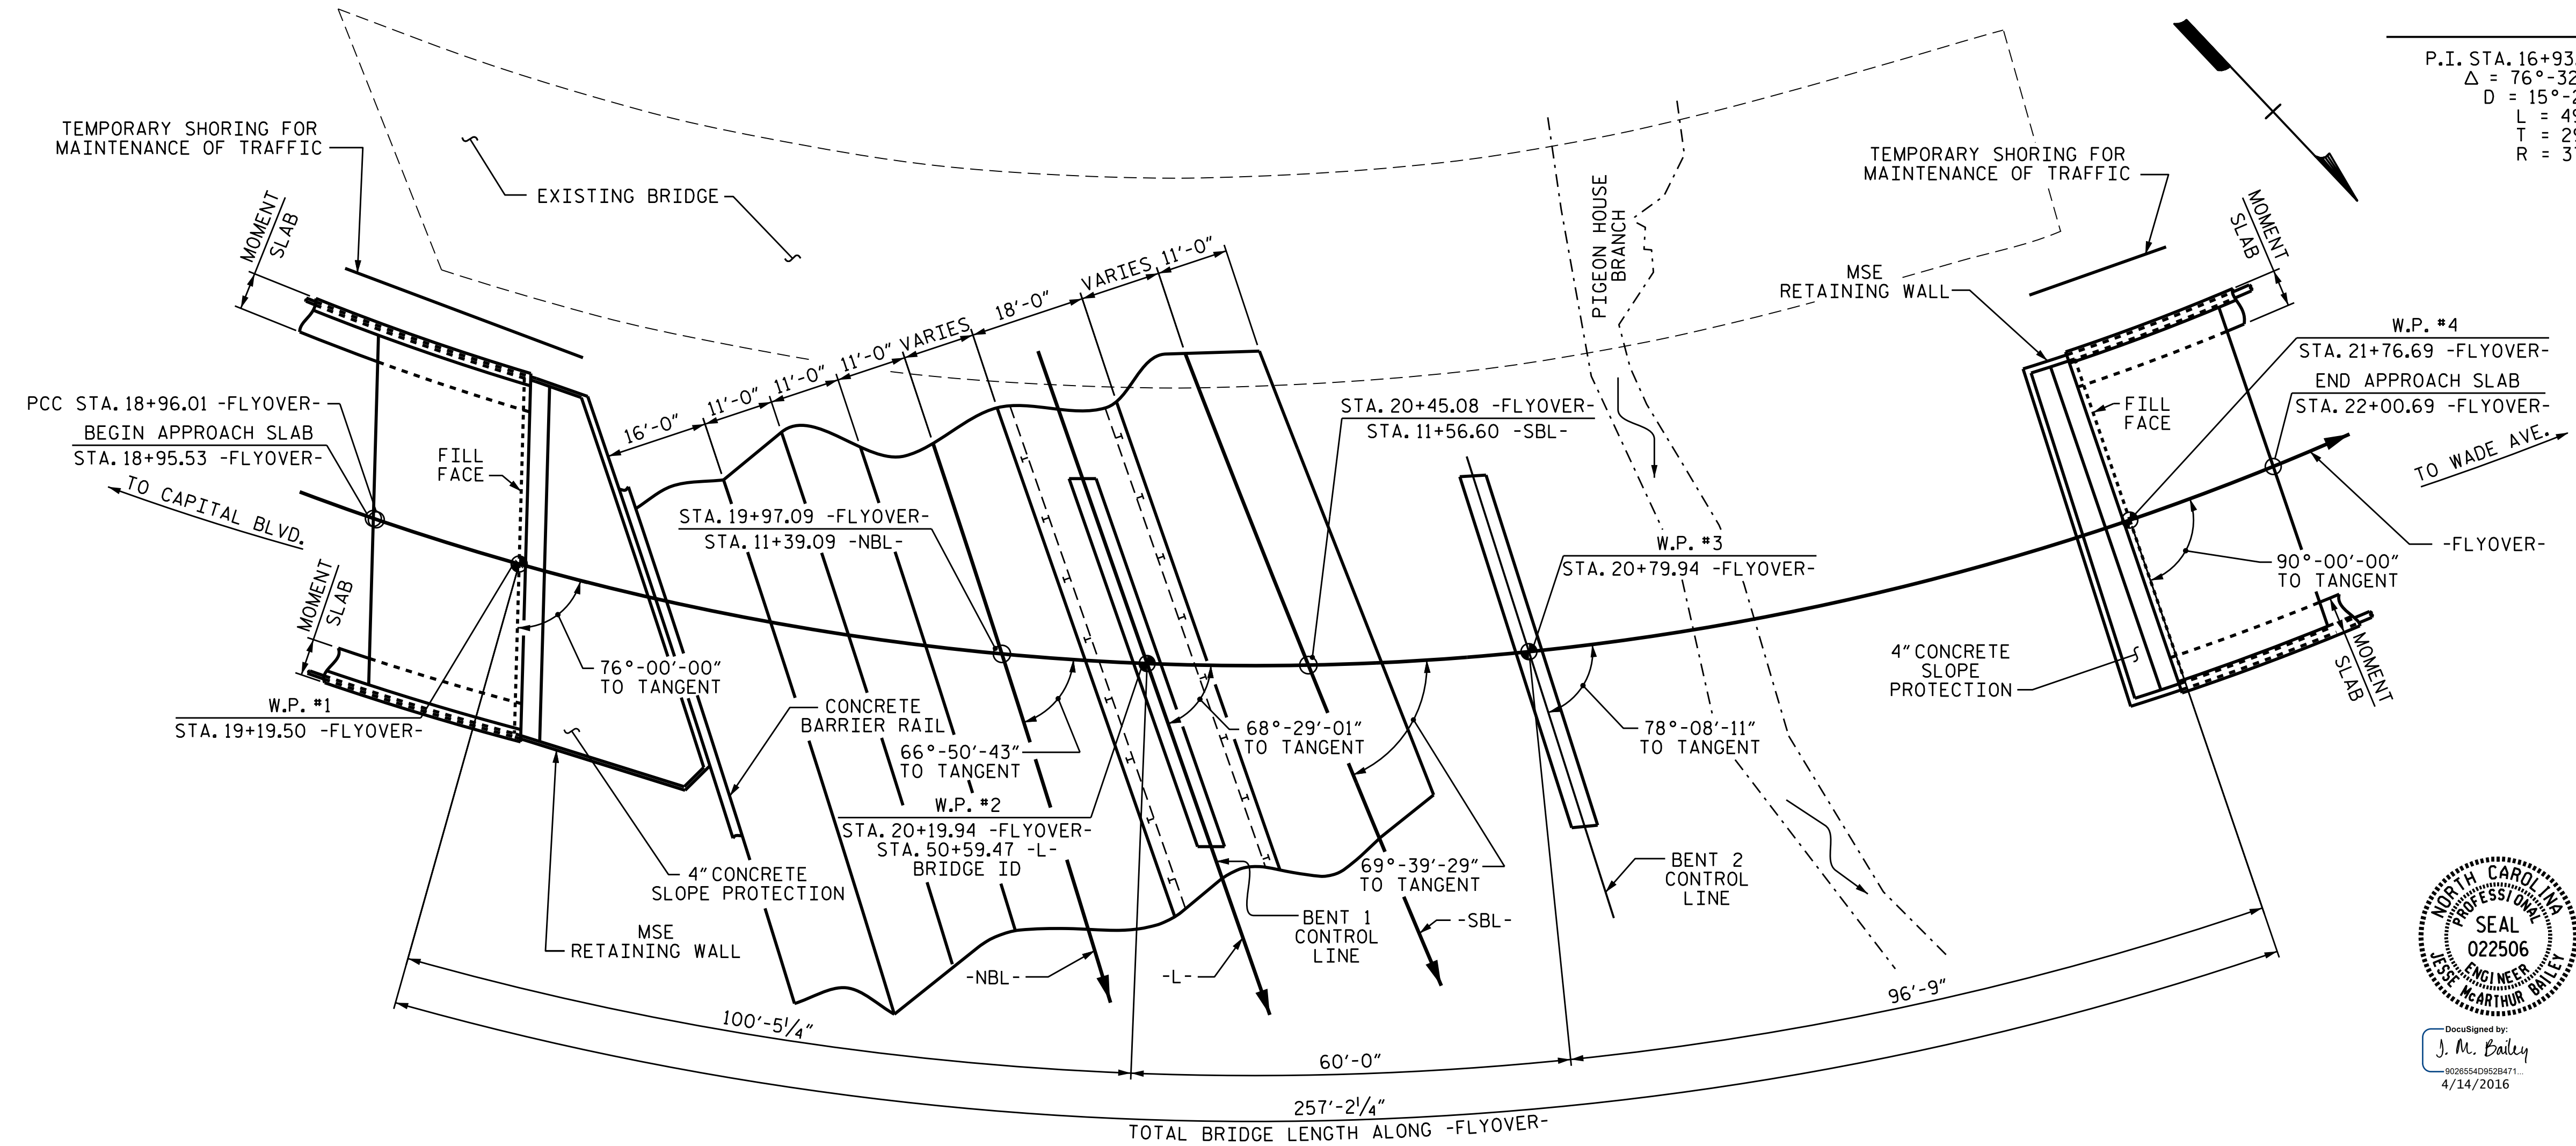 P.I. STA. 16+93.
Δ = 76°-32
D = 15°-2
L = 49
T = 29
R = 37
TEMPORARY SHORING FOR
MAINTENANCE OF TRAFFIC
MOMENT
SLAB
EXISTING BRIDGE
PIGEON HOUSE
BRANCH
TEMPORARY SHORING FOR
MAINTENANCE OF TRAFFIC
MOMENT
SLAB
MSE
RETAINING WALL
W.P. #4
STA. 21+76.69 -FLYOVER-
END APPROACH SLAB
STA. 22+00.69 -FLYOVER-
16'-0"
11'-0"
11'-0"
11'-0"
VARIES
18'-0"
VARIES
11'-0"
PCC STA. 18+96.01 -FLYOVER-
BEGIN APPROACH SLAB
STA. 18+95.53 -FLYOVER-
TO CAPITAL BLVD.
FILL
FACE
STA. 20+45.08 -FLYOVER-
STA. 11+56.60 -SBL-
FILL
FACE
TO WADE AVE.
STA. 19+97.09 -FLYOVER-
STA. 11+39.09 -NBL-
W.P. #3
STA. 20+79.94 -FLYOVER-
-FLYOVER-
90°-00'-00"
TO TANGENT
MOMENT
SLAB
76°-00'-00"
TO TANGENT
4" CONCRETE
SLOPE
PROTECTION
MOMENT
SLAB
W.P. #1
STA. 19+19.50 -FLYOVER-
CONCRETE
BARRIER RAIL
66°-50'-43"
TO TANGENT
68°-29'-01"
TO TANGENT
78°-08'-11"
TO TANGENT
W.P. #2
STA. 20+19.94 -FLYOVER-
STA. 50+59.47 -L-
BRIDGE ID
4" CONCRETE
SLOPE PROTECTION
69°-39'-29"
TO TANGENT
BENT 2
CONTROL
LINE
MSE
RETAINING WALL
BENT 1
CONTROL
LINE
-SBL-
-NBL-
-L-
100'-5 1/4"
60'-0"
96'-9"
257'-2 1/4"
TOTAL BRIDGE LENGTH ALONG -FLYOVER-
NORTH CAROLINA
PROFESSIONAL
SEAL
022506
ENGINEER
JESSE McARTHUR BAILEY
DocuSigned by:
J. M. Bailey
9026554D952B471...
4/14/2016